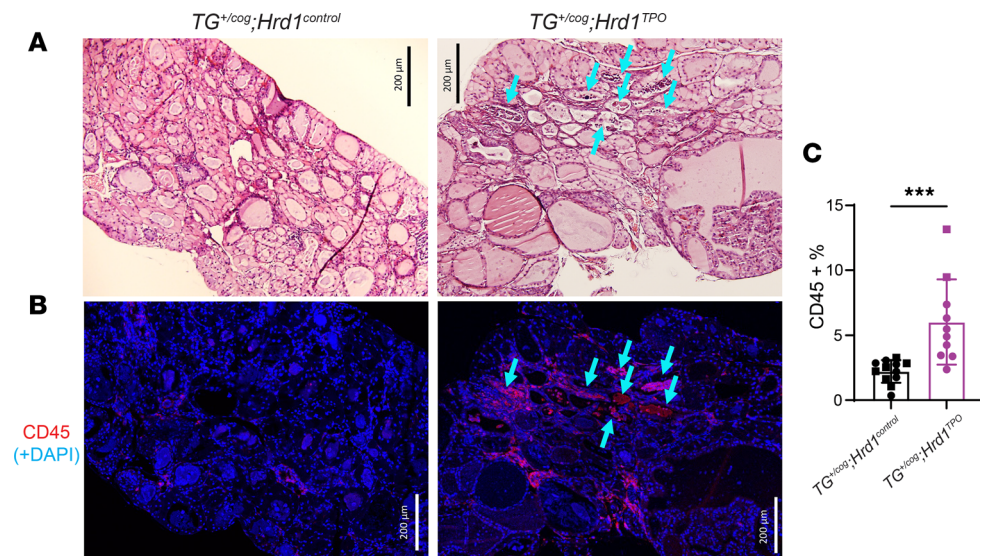 TG+/cog;Hrd1control
TG+/cog;Hrd1TPO
A
200 μm
200 μm
C
***
15
10
5
0
CD45 + %
TG+/cog;Hrd1control
TG+/cog;Hrd1TPO
B
CD45
(+DAPI)
200 μm
200 μm